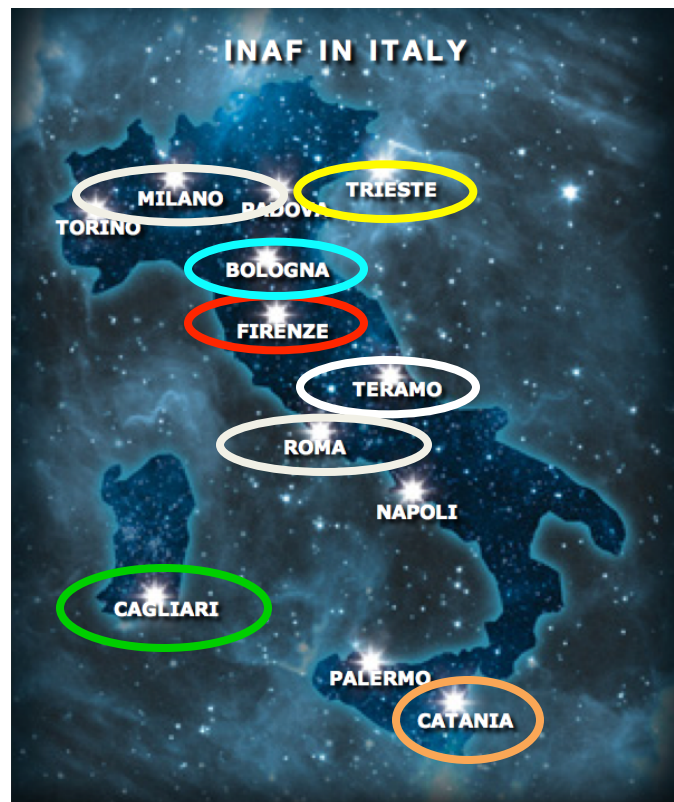 INAF IN ITALY
TRIESTE
MILANO
PADOVA
TORINO
BOLOGNA
FIRENZE
TERAMO
ROMA
NAPOLI
CAGLIARI
PALERMO
CATANIA